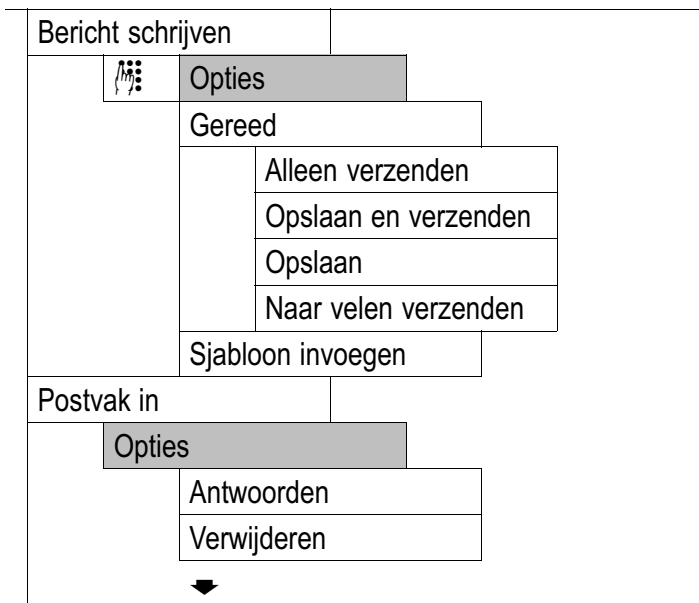 Bericht schrijven
Opties
Gereed
Alleen verzenden
Opslaan en verzenden
Opslaan
Naar velen verzenden
Sjabloon invoegen
Postvak in
Opties
Antwoorden
Verwijderen